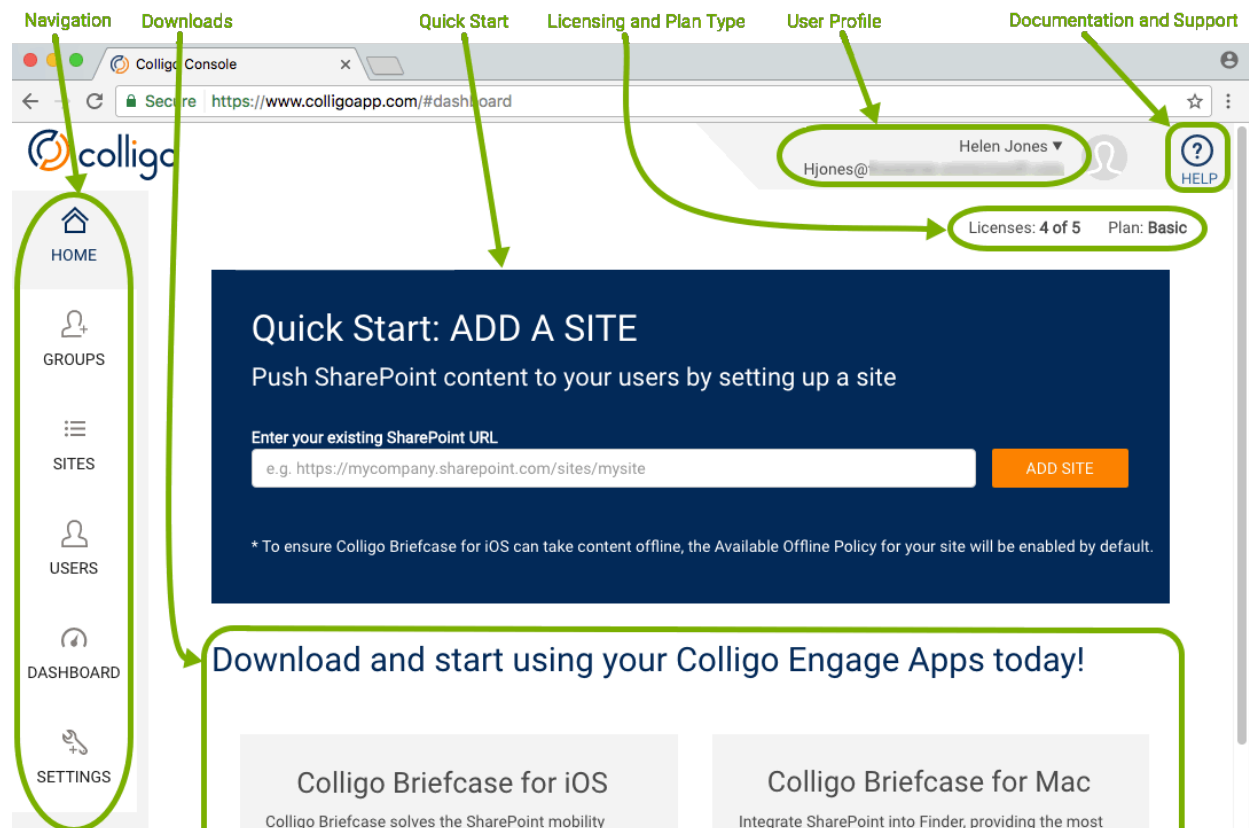 Navigation
Downloads
Quick Start
Licensing and Plan Type
User Profile
Documentation and Support
Colligo Console
Secure
https://www.colligoapp.com/#dashboard
colligo
Helen Jones ▼
Hjones@
HELP
Licenses: 4 of 5 Plan: Basic
HOME
GROUPS
SITES
USERS
DASHBOARD
SETTINGS
Quick Start: ADD A SITE
Push SharePoint content to your users by setting up a site
Enter your existing SharePoint URL
e.g. https://mycompany.sharepoint.com/sites/mysite
ADD SITE
* To ensure Colligo Briefcase for iOS can take content offline, the Available Offline Policy for your site will be enabled by default.
Download and start using your Colligo Engage Apps today!
Colligo Briefcase for iOS
Colligo Briefcase solves the SharePoint mobility
Colligo Briefcase for Mac
Integrate SharePoint into Finder, providing the most